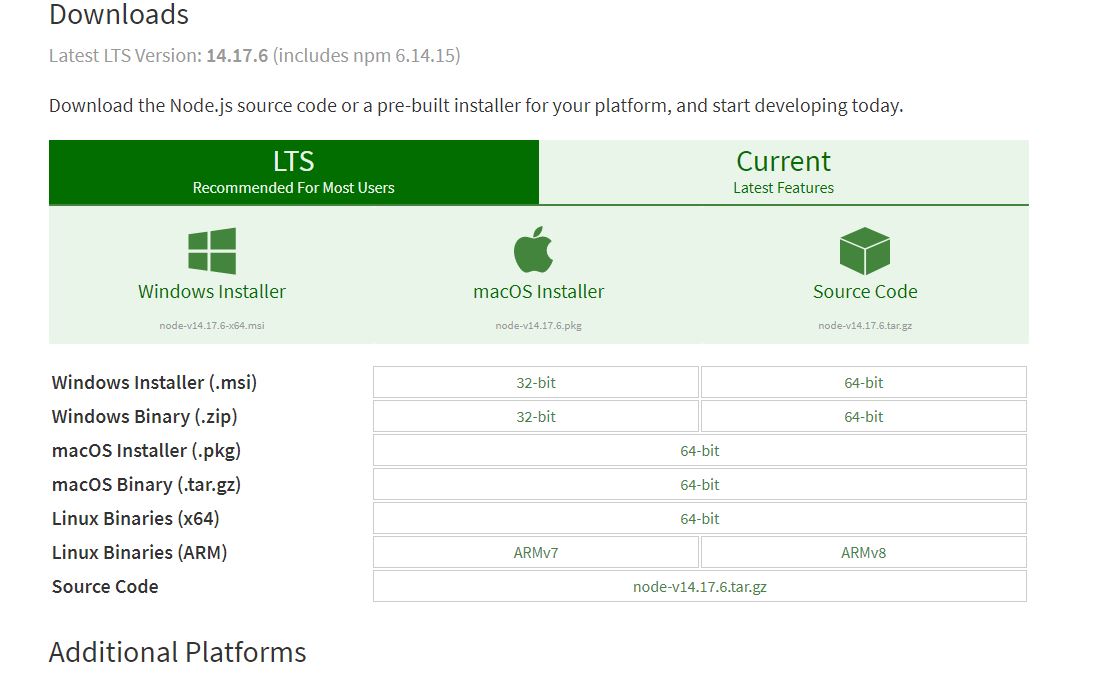 Downloads
Latest LTS Version: 14.17.6 (includes npm 6.14.15)
Download the Node.js source code or a pre-built installer for your platform, and start developing today.
LTS
Recommended For Most Users
Current
Latest Features
Windows Installer
node-v14.17.6-x64.msi
macOS Installer
node-v14.17.6.pkg
Source Code
node-v14.17.6.tar.gz
Windows Installer (.msi) 32-bit 64-bit
Windows Binary (.zip) 32-bit 64-bit
macOS Installer (.pkg) 64-bit
macOS Binary (.tar.gz) 64-bit
Linux Binaries (x64) 64-bit
Linux Binaries (ARM) ARMv7 ARMv8
Source Code node-v14.17.6.tar.gz
Additional Platforms